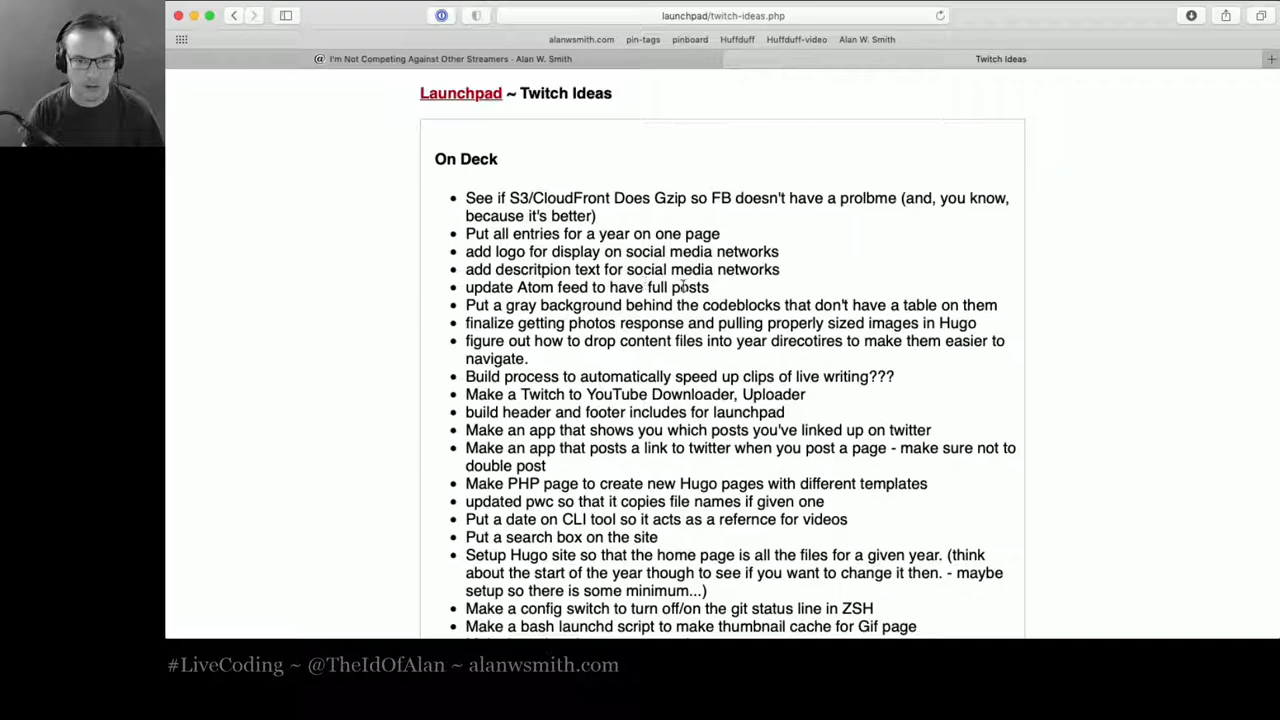 launchpad/twitch-ideas.php
alanwsmith.com pin-tags pinboard Huffduff Huffduff-video Alan W. Smith
@ I'm Not Competing Against Other Streamers - Alan W. Smith
Twitch Ideas
Launchpad ~ Twitch Ideas
On Deck
• See if S3/CloudFront Does Gzip so FB doesn't have a prolbme (and, you know,
because it's better)
• Put all entries for a year on one page
• add logo for display on social media networks
• add descritpion text for social media networks
• update Atom feed to have full posts
• Put a gray background behind the codeblocks that don't have a table on them
• finalize getting photos response and pulling properly sized images in Hugo
• figure out how to drop content files into year direcotires to make them easier to
navigate.
• Build process to automatically speed up clips of live writing???
• Make a Twitch to YouTube Downloader, Uploader
• build header and footer includes for launchpad
• Make an app that shows you which posts you've linked up on twitter
• Make an app that posts a link to twitter when you post a page - make sure not to
double post
• Make PHP page to create new Hugo pages with different templates
• updated pwc so that it copies file names if given one
• Put a date on CLI tool so it acts as a refernce for videos
• Put a search box on the site
• Setup Hugo site so that the home page is all the files for a given year. (think
about the start of the year though to see if you want to change it then. - maybe
setup so there is some minimum...)
• Make a config switch to turn off/on the git status line in ZSH
• Make a bash launchd script to make thumbnail cache for Gif page
#LiveCoding ~ @TheIdOfAlan ~ alanwsmith.com